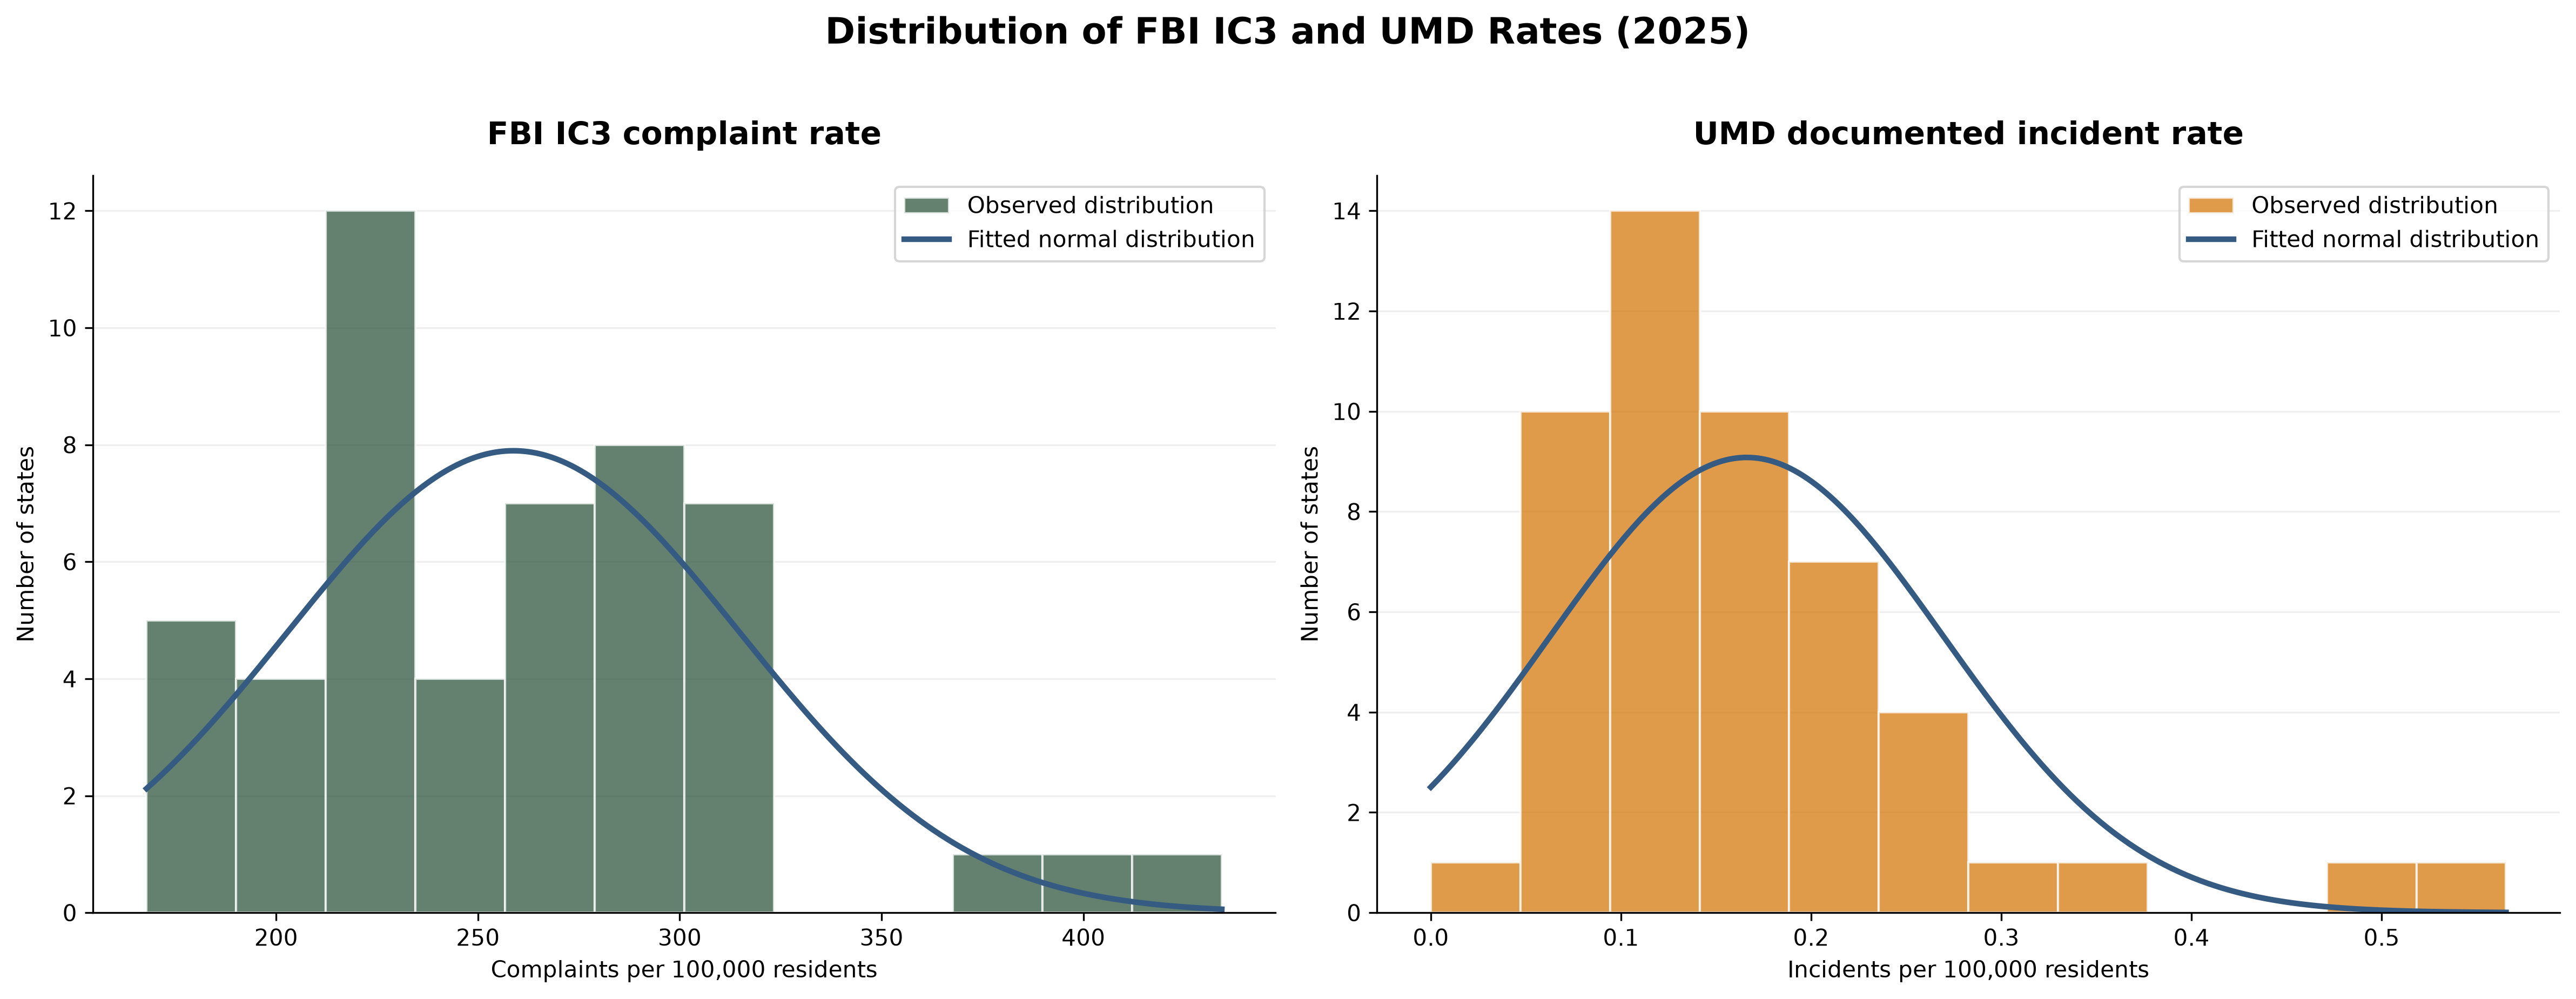 Distribution of FBI IC3 and UMD Rates (2025)
FBI IC3 complaint rate
Observed distribution
Fitted normal distribution
Number of states
12
10
8
6
4
2
0
200
250
300
350
400
Complaints per 100,000 residents
UMD documented incident rate
Observed distribution
Fitted normal distribution
Number of states
14
12
10
8
6
4
2
0
0.0
0.1
0.2
0.3
0.4
0.5
Incidents per 100,000 residents